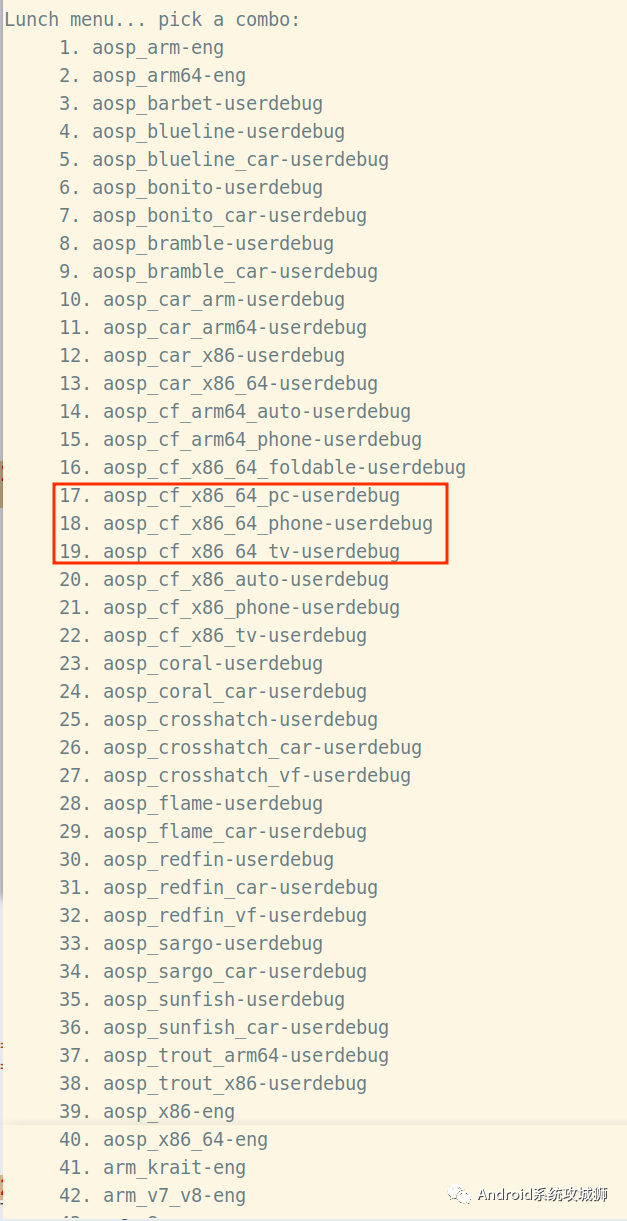 Lunch menu... pick a combo:
1. aosp_arm-eng
2. aosp_arm64-eng
3. aosp_barbet-userdebug
4. aosp_blueline-userdebug
5. aosp_blueline_car-userdebug
6. aosp_bonito-userdebug
7. aosp_bonito_car-userdebug
8. aosp_bramble-userdebug
9. aosp_bramble_car-userdebug
10. aosp_car_arm-userdebug
11. aosp_car_arm64-userdebug
12. aosp_car_x86-userdebug
13. aosp_car_x86_64-userdebug
14. aosp_cf_arm64_auto-userdebug
15. aosp_cf_arm64_phone-userdebug
16. aosp_cf_x86_64_foldable-userdebug
17. aosp_cf_x86_64_pc-userdebug
18. aosp_cf_x86_64_phone-userdebug
19. aosp_cf_x86_64_tv-userdebug
20. aosp_cf_x86_auto-userdebug
21. aosp_cf_x86_phone-userdebug
22. aosp_cf_x86_tv-userdebug
23. aosp_coral-userdebug
24. aosp_coral_car-userdebug
25. aosp_crosshatch-userdebug
26. aosp_crosshatch_car-userdebug
27. aosp_crosshatch_vf-userdebug
28. aosp_flame-userdebug
29. aosp_flame_car-userdebug
30. aosp_redfin-userdebug
31. aosp_redfin_car-userdebug
32. aosp_redfin_vf-userdebug
33. aosp_sargo-userdebug
34. aosp_sargo_car-userdebug
35. aosp_sunfish-userdebug
36. aosp_sunfish_car-userdebug
37. aosp_trout_arm64-userdebug
38. aosp_trout_x86-userdebug
39. aosp_x86-eng
40. aosp_x86_64-eng
41. arm_krait-eng
42. arm_v7_v8-eng
Android系统攻城狮